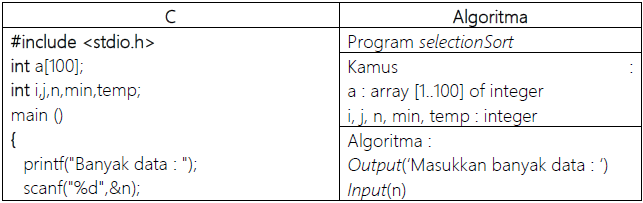 C
#include <stdio.h>
int a[100];
int i,j,n,min,temp;
main ()
{
printf("Banyak data : ");
scanf("%d",&n);
Algoritma
Program selectionSort
Kamus :
a : array [1..100] of integer
i, j, n, min, temp : integer
Algoritma :
Output(‘Masukkan banyak data : ’)
Input(n)